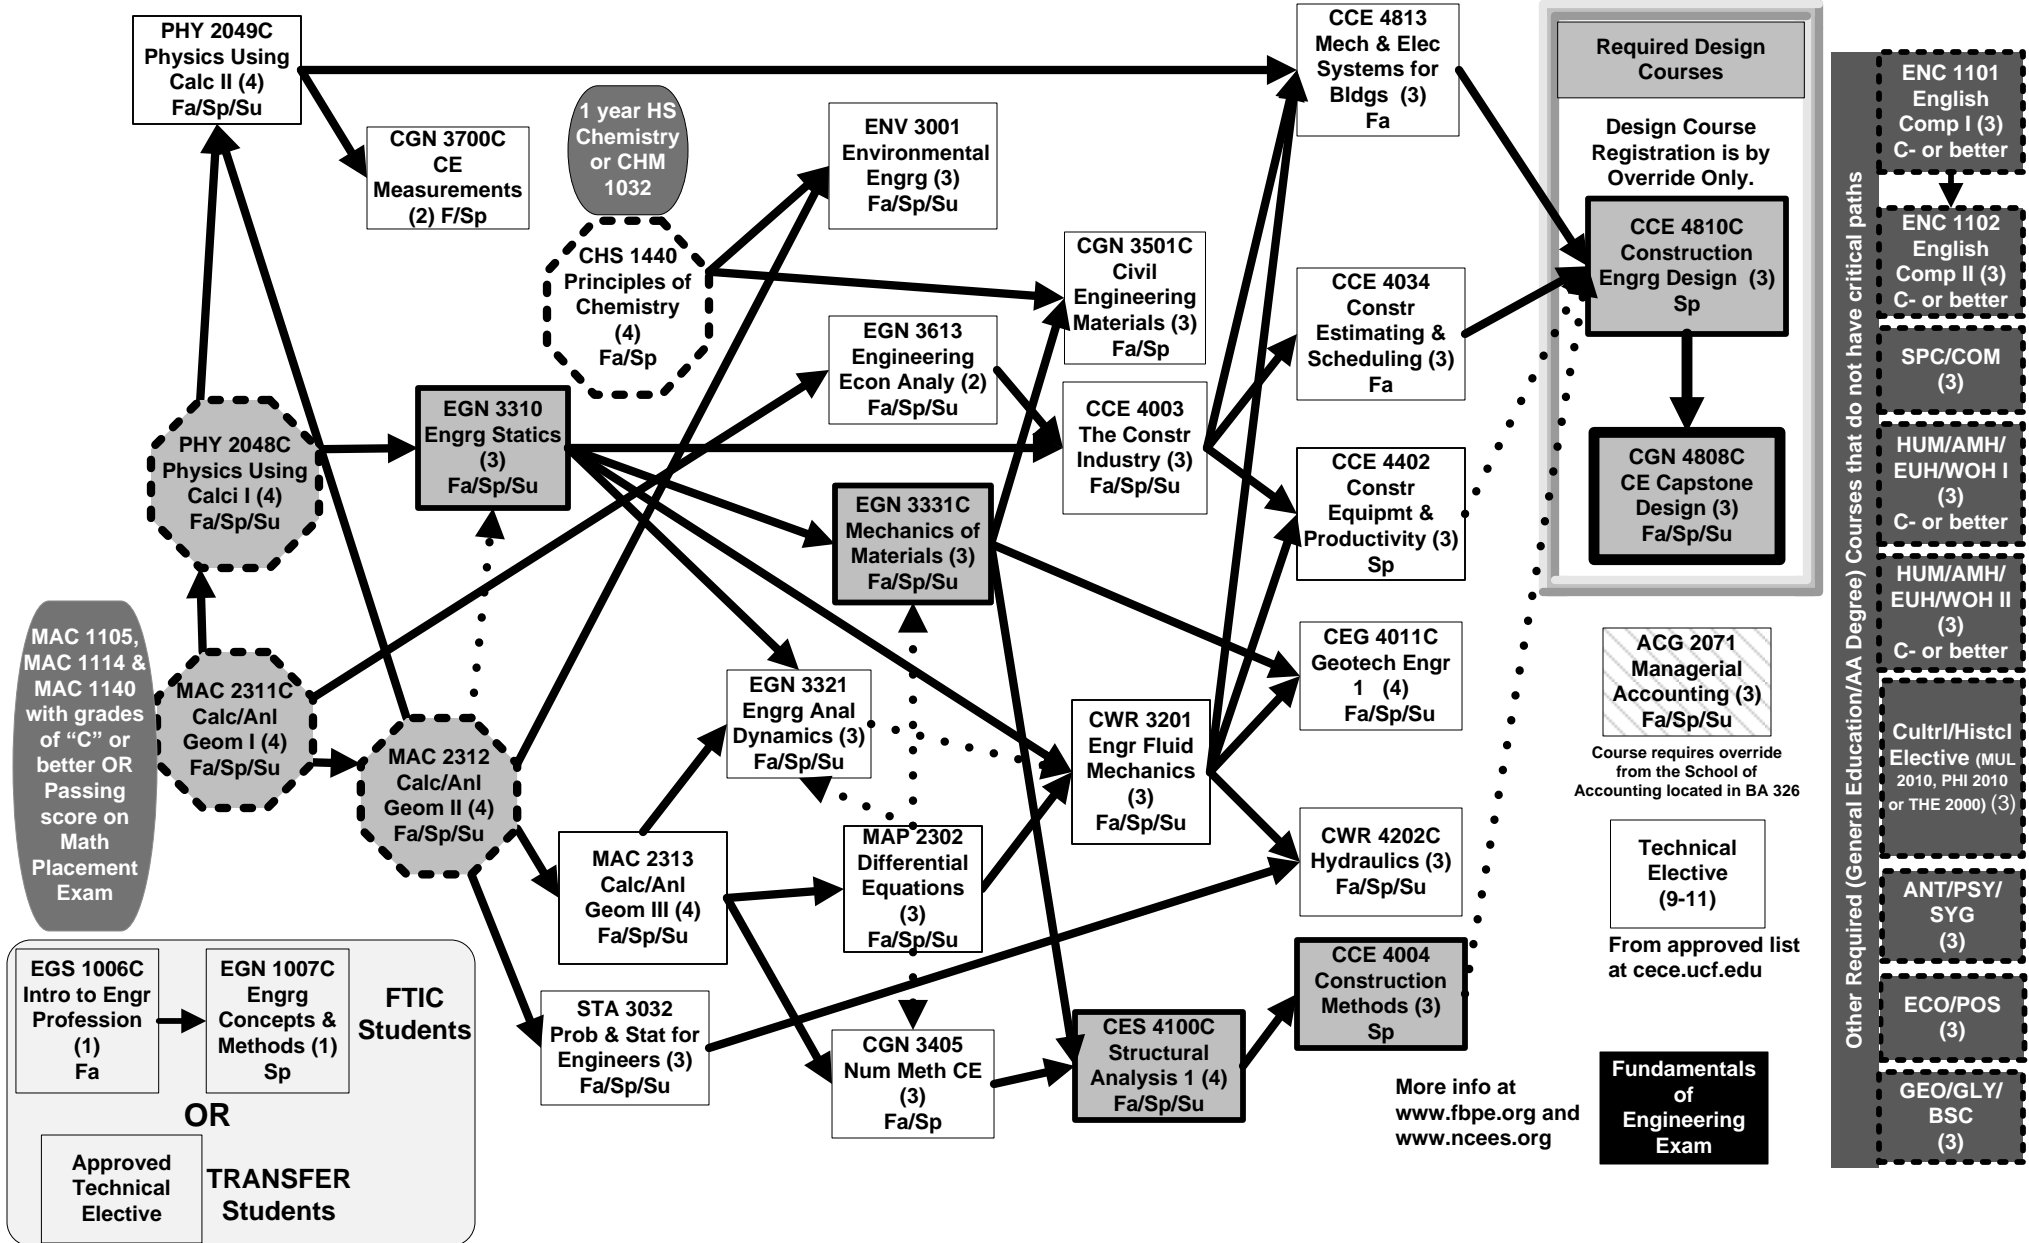 PHY 2049C
Physics Using
Calc II (4)
Fa/Sp/Su
CGN 3700C
CE
Measurements
(2) F/Sp
1 year HS
Chemistry
or CHM
1032
CHS 1440
Principles of
Chemistry
(4)
Fa/Sp
ENV 3001
Environmental
Engrg (3)
Fa/Sp/Su
EGN 3613
Engineering
Econ Analy (2)
Fa/Sp/Su
CGN 3501C
Civil
Engineering
Materials (3)
Fa/Sp
CCE 4003
The Constr
Industry (3)
Fa/Sp/Su
CCE 4813
Mech & Elec
Systems for
Bldgs (3)
Fa
CCE 4034
Constr
Estimating &
Scheduling (3)
Fa
CCE 4402
Constr
Equipmt &
Productivity (3)
Sp
PHY 2048C
Physics Using
Calci I (4)
Fa/Sp/Su
EGN 3310
Engrg Statics
(3)
Fa/Sp/Su
EGN 3331C
Mechanics of
Materials (3)
Fa/Sp/Su
MAC 1105,
MAC 1114 &
MAC 1140
with grades
of “C” or
better OR
Passing
score on
Math
Placement
Exam
MAC 2311C
Calc/Anl
Geom I (4)
Fa/Sp/Su
MAC 2312
Calc/Anl
Geom II (4)
Fa/Sp/Su
EGN 3321
Engrg Anal
Dynamics (3)
Fa/Sp/Su
MAC 2313
Calc/Anl
Geom III (4)
Fa/Sp/Su
MAP 2302
Differential
Equations
(3)
Fa/Sp/Su
CWR 3201
Engr Fluid
Mechanics
(3)
Fa/Sp/Su
CEG 4011C
Geotech Engr
1 (4)
Fa/Sp/Su
CWR 4202C
Hydraulics (3)
Fa/Sp/Su
STA 3032
Prob & Stat for
Engineers (3)
Fa/Sp/Su
CGN 3405
Num Meth CE
(3)
Fa/Sp
CES 4100C
Structural
Analysis 1 (4)
Fa/Sp/Su
CCE 4004
Construction
Methods (3)
Sp
EGS 1006C
Intro to Engr
Profession
(1)
Fa
EGN 1007C
Engrg
Concepts &
Methods (1)
Sp
FTIC
Students
OR
Approved
Technical
Elective
TRANSFER
Students
Required Design
Courses
Design Course
Registration is by
Override Only.
CCE 4810C
Construction
Engrg Design (3)
Sp
CGN 4808C
CE Capstone
Design (3)
Fa/Sp/Su
ACG 2071
Managerial
Accounting (3)
Fa/Sp/Su
Course requires override
from the School of
Accounting located in BA 326
Technical
Elective
(9-11)
From approved list
at cece.ucf.edu
More info at
www.fbpe.org and
www.ncees.org
Fundamentals
of
Engineering
Exam
Other Required (General Education/AA Degree) Courses that do not have critical paths
ENC 1101
English
Comp I (3)
C- or better
ENC 1102
English
Comp II (3)
C- or better
SPC/COM
(3)
HUM/AMH/
EUH/WOH I
(3)
C- or better
HUM/AMH/
EUH/WOH II
(3)
C- or better
Cultrl/Histcl
Elective (MUL
2010, PHI 2010
or THE 2000) (3)
ANT/PSY/
SYG
(3)
ECO/POS
(3)
GEO/GLY/
BSC
(3)